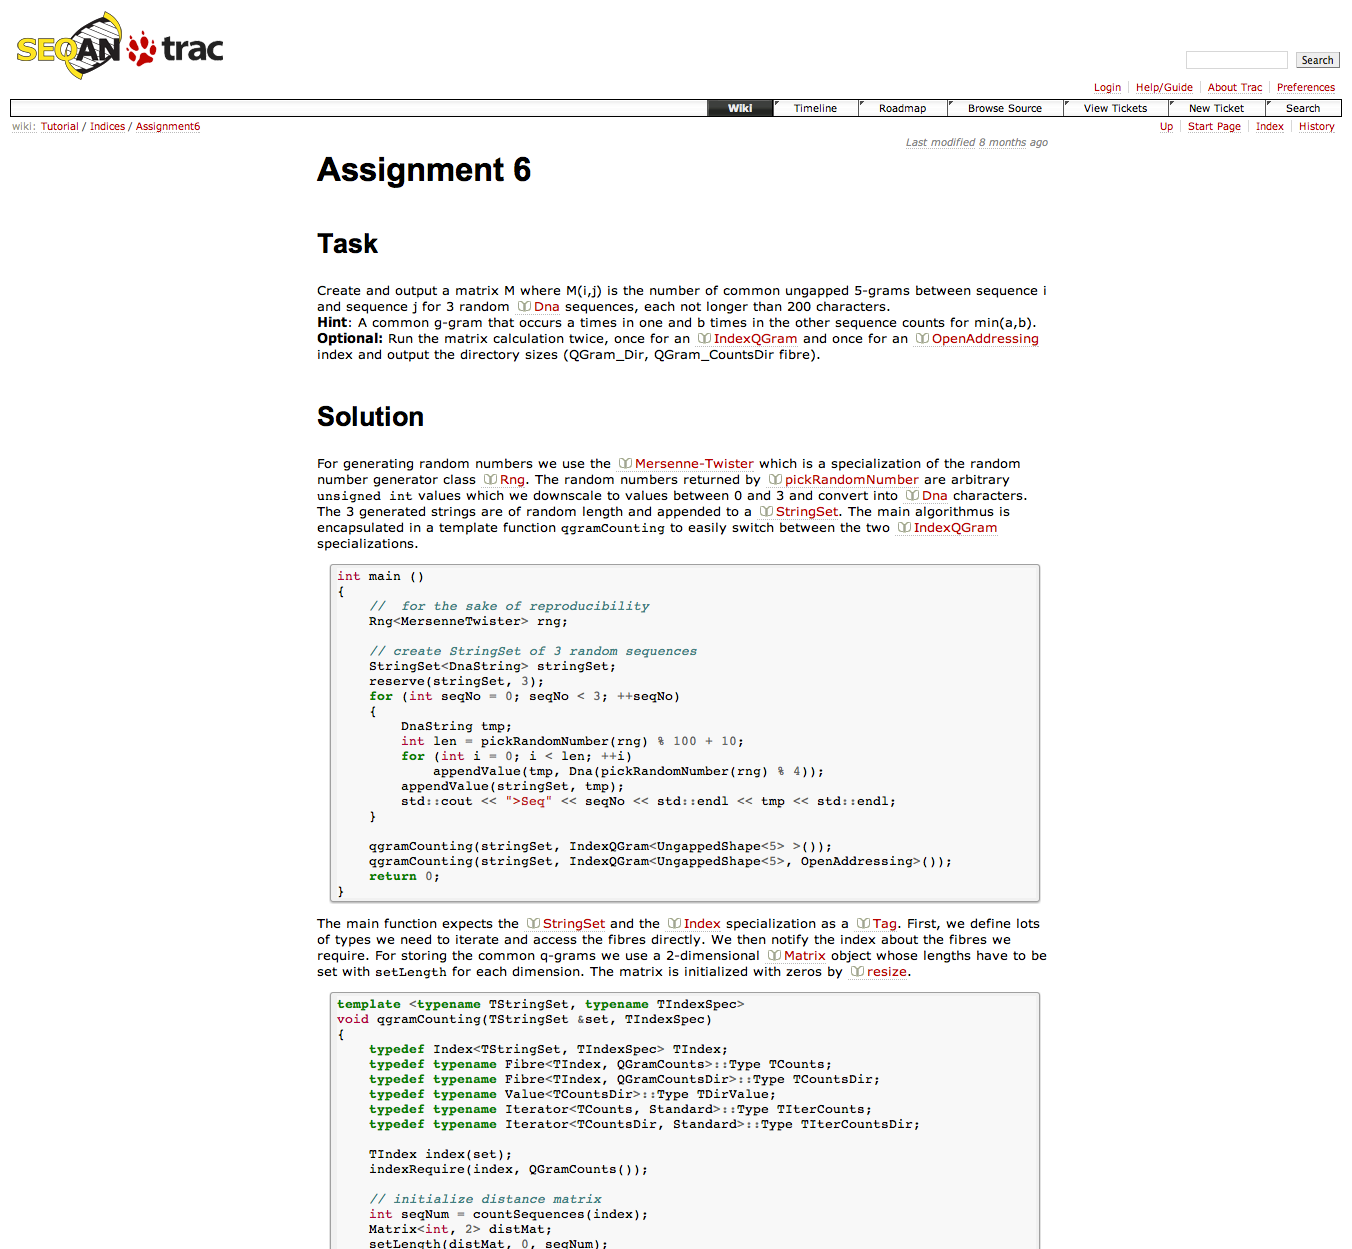 SEQAN trac
Search
Login Help/Guide About Trac Preferences
Wiki Timeline Roadmap Browse Source View Tickets New Ticket Search
wiki: Tutorial / Indices / Assignment6
Up Start Page Index History
Last modified 8 months ago
Assignment 6
Task
Create and output a matrix M where M(i,j) is the number of common ungapped 5-grams between sequence i
and sequence j for 3 random Dna sequences, each not longer than 200 characters.
Hint: A common g-gram that occurs a times in one and b times in the other sequence counts for min(a,b).
Optional: Run the matrix calculation twice, once for an IndexQGram and once for an OpenAddressing
index and output the directory sizes (QGram_Dir, QGram_CountsDir fibre).
Solution
For generating random numbers we use the Mersenne-Twister which is a specialization of the random
number generator class Rng. The random numbers returned by pickRandomNumber are arbitrary
unsigned int values which we downscale to values between 0 and 3 and convert into Dna characters.
The 3 generated strings are of random length and appended to a StringSet. The main algorithmus is
encapsulated in a template function qgramCounting to easily switch between the two IndexQGram
specializations.
int main ()
{
    //  for the sake of reproducibility
    Rng<MersenneTwister> rng;
    // create StringSet of 3 random sequences
    StringSet<DnaString> stringSet;
    reserve(stringSet, 3);
    for (int seqNo = 0; seqNo < 3; ++seqNo)
    {
        DnaString tmp;
        int len = pickRandomNumber(rng) % 100 + 10;
        for (int i = 0; i < len; ++i)
            appendValue(tmp, Dna(pickRandomNumber(rng) % 4));
        appendValue(stringSet, tmp);
        std::cout << ">Seq" << seqNo << std::endl << tmp << std::endl;
    }
    qgramCounting(stringSet, IndexQGram<UngappedShape<5> >());
    qgramCounting(stringSet, IndexQGram<UngappedShape<5>, OpenAddressing>());
    return 0;
}
The main function expects the StringSet and the Index specialization as a Tag. First, we define lots
of types we need to iterate and access the fibres directly. We then notify the index about the fibres we
require. For storing the common q-grams we use a 2-dimensional Matrix object whose lengths have to be
set with setLength for each dimension. The matrix is initialized with zeros by resize.
template <typename TStringSet, typename TIndexSpec>
void qgramCounting(TStringSet &set, TIndexSpec)
{
    typedef Index<TStringSet, TIndexSpec> TIndex;
    typedef typename Fibre<TIndex, QGramCounts>::Type TCounts;
    typedef typename Fibre<TIndex, QGramCountsDir>::Type TCountsDir;
    typedef typename Value<TCountsDir>::Type TDirValue;
    typedef typename Iterator<TCounts, Standard>::Type TIterCounts;
    typedef typename Iterator<TCountsDir, Standard>::Type TIterCountsDir;
    TIndex index(set);
    indexRequire(index, QGramCounts());
    // initialize distance matrix
    int seqNum = countSequences(index);
    Matrix<int, 2> distMat;
    setLength(distMat, 0, seqNum);